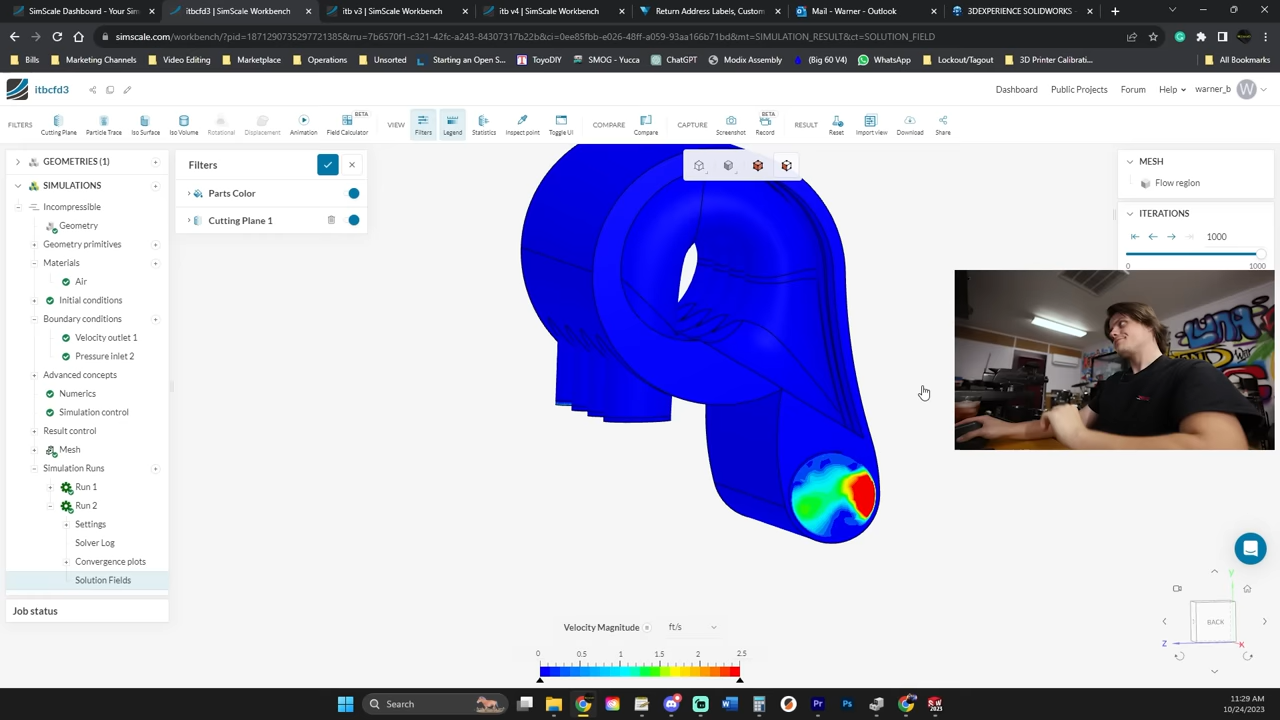 SimScale Dashboard - Your Sim
itbcfd3 | SimScale Workbench
itb v3 | SimScale Workbench
itb v4 | SimScale Workbench
Return Address Labels, Custom
Mail - Warner - Outlook
3DEXPERIENCE SOLIDWORKS
simscale.com/workbench/?pid=1871290735297721385&rru=7b6570f1-c321-42fc-a243-84307317b22b&ci=0ee85fbb-e026-48ff-a059-93aa166b71bd&mt=SIMULATION_RESULT&ct=SOLUTION_FIELD
Bills
Marketing Channels
Video Editing
Marketplace
Operations
Unsorted
Starting an Open S...
ToyoDIY
SMOG - Yucca
ChatGPT
Modix Assembly
(Big 60 V4)
WhatsApp
Lockout/Tagout
3D Printer Calibrati...
All Bookmarks
itbcfd3
Dashboard
Public Projects
Forum
Help
warner_b
W
FILTERS
Cutting Plane
Particle Trace
Iso Surface
Iso Volume
Rotational
Displacement
Animation
BETA
Field Calculator
VIEW
Filters
Legend
Statistics
Inspect point
Toggle UI
COMPARE
Compare
CAPTURE
Screenshot
BETA
Record
RESULT
Reset
Import view
Download
Share
GEOMETRIES (1)
SIMULATIONS
Incompressible
Geometry
Geometry primitives
Materials
Air
Initial conditions
Boundary conditions
Velocity outlet 1
Pressure inlet 2
Advanced concepts
Numerics
Simulation control
Result control
Mesh
Simulation Runs
Run 1
Run 2
Settings
Solver Log
Convergence plots
Solution Fields
Job status
Filters
Parts Color
Cutting Plane 1
MESH
Flow region
ITERATIONS
1000
0
1000
BACK
Y
Z
X
Velocity Magnitude
ft/s
0
0.5
1
1.5
2
2.5
Search
11:29 AM
10/24/2023